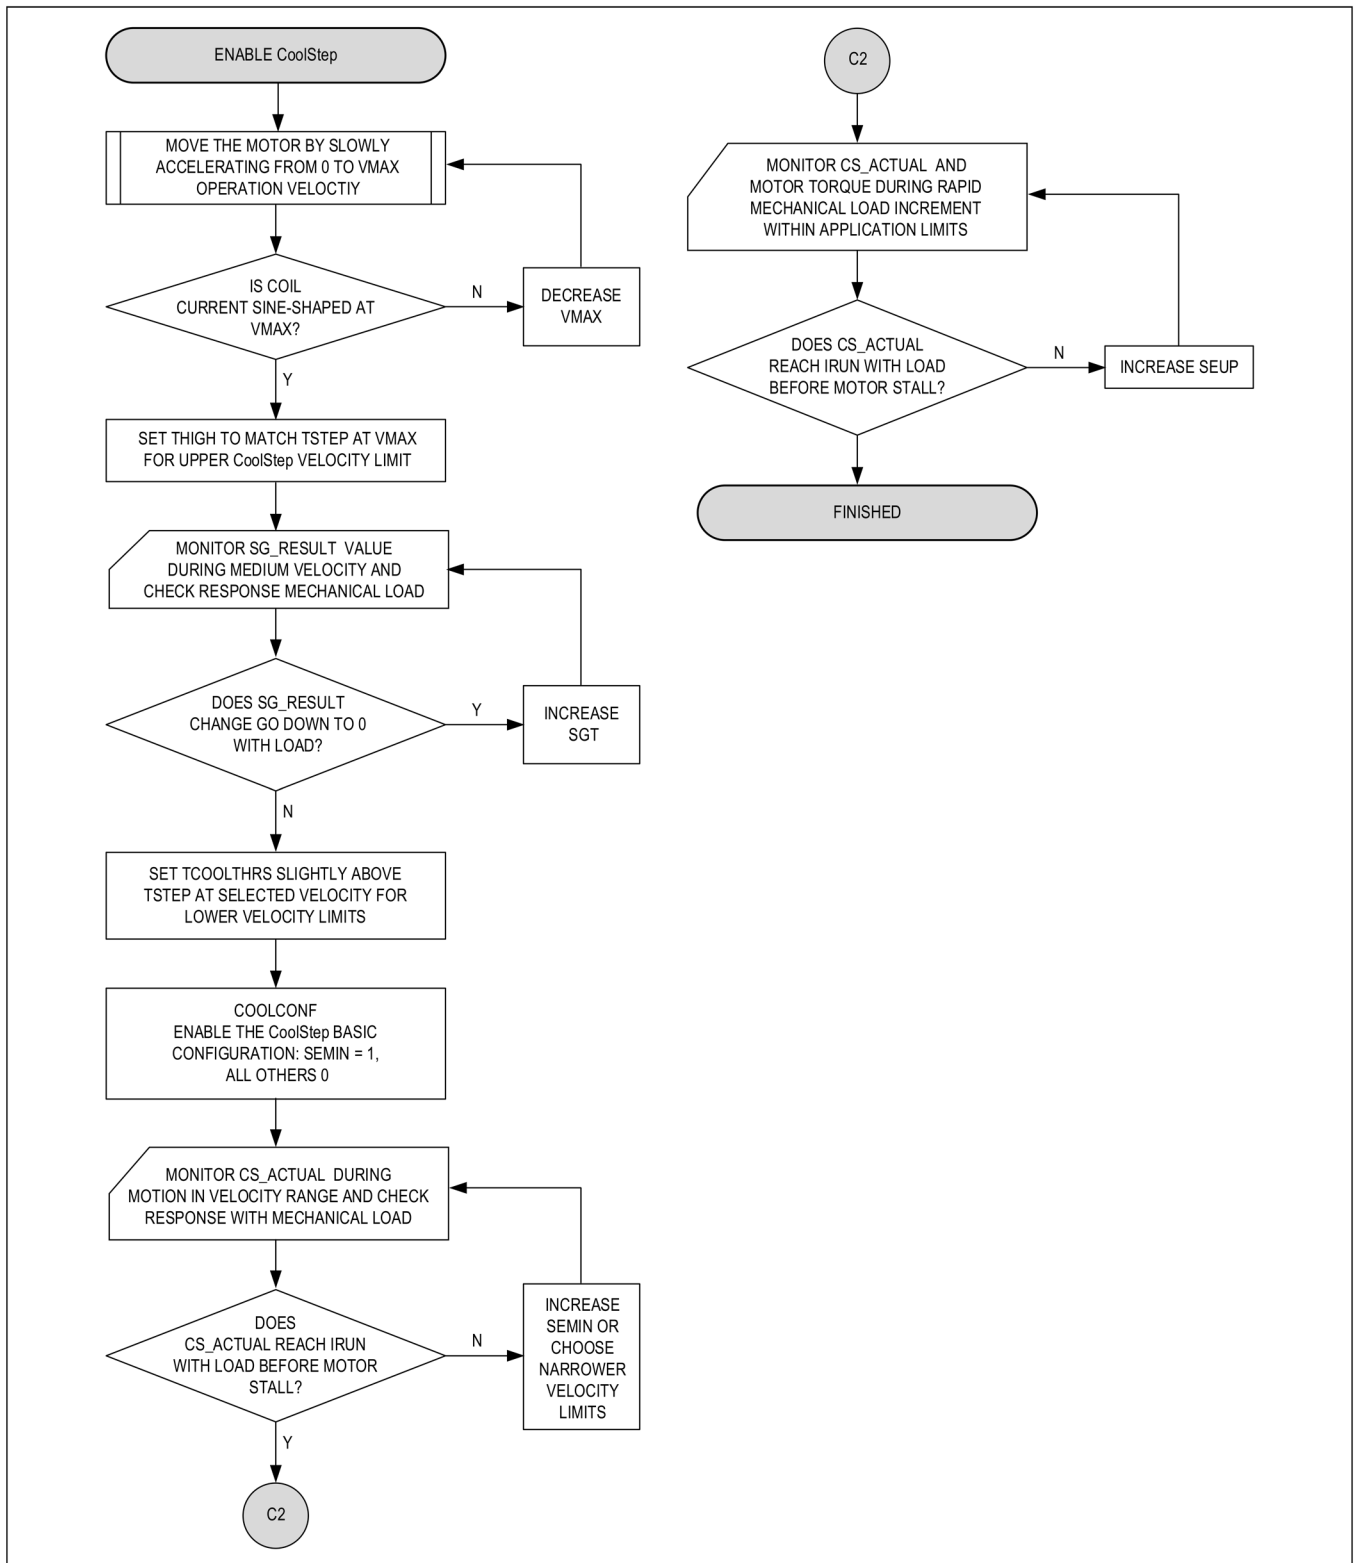 ENABLE CoolStep
MOVE THE MOTOR BY SLOWLY
ACCELERATING FROM 0 TO VMAX
OPERATION VELOCTIY
IS COIL
CURRENT SINE-SHAPED AT
VMAX?
N
DECREASE
VMAX
Y
SET THIGH TO MATCH TSTEP AT VMAX
FOR UPPER CoolStep VELOCITY LIMIT
MONITOR SG_RESULT VALUE
DURING MEDIUM VELOCITY AND
CHECK RESPONSE MECHANICAL LOAD
DOES SG_RESULT
CHANGE GO DOWN TO 0
WITH LOAD?
Y
INCREASE
SGT
N
SET TCOOLTHRS SLIGHTLY ABOVE
TSTEP AT SELECTED VELOCITY FOR
LOWER VELOCITY LIMITS
COOLCONF
ENABLE THE CoolStep BASIC
CONFIGURATION: SEMIN = 1,
ALL OTHERS 0
MONITOR CS_ACTUAL DURING
MOTION IN VELOCITY RANGE AND CHECK
RESPONSE WITH MECHANICAL LOAD
DOES
CS_ACTUAL REACH IRUN
WITH LOAD BEFORE MOTOR
STALL?
N
INCREASE
SEMIN OR
CHOOSE
NARROWER
VELOCITY
LIMITS
Y
C2
C2
MONITOR CS_ACTUAL AND
MOTOR TORQUE DURING RAPID
MECHANICAL LOAD INCREMENT
WITHIN APPLICATION LIMITS
DOES CS_ACTUAL
REACH IRUN WITH LOAD
BEFORE MOTOR STALL?
N
INCREASE SEUP
FINISHED